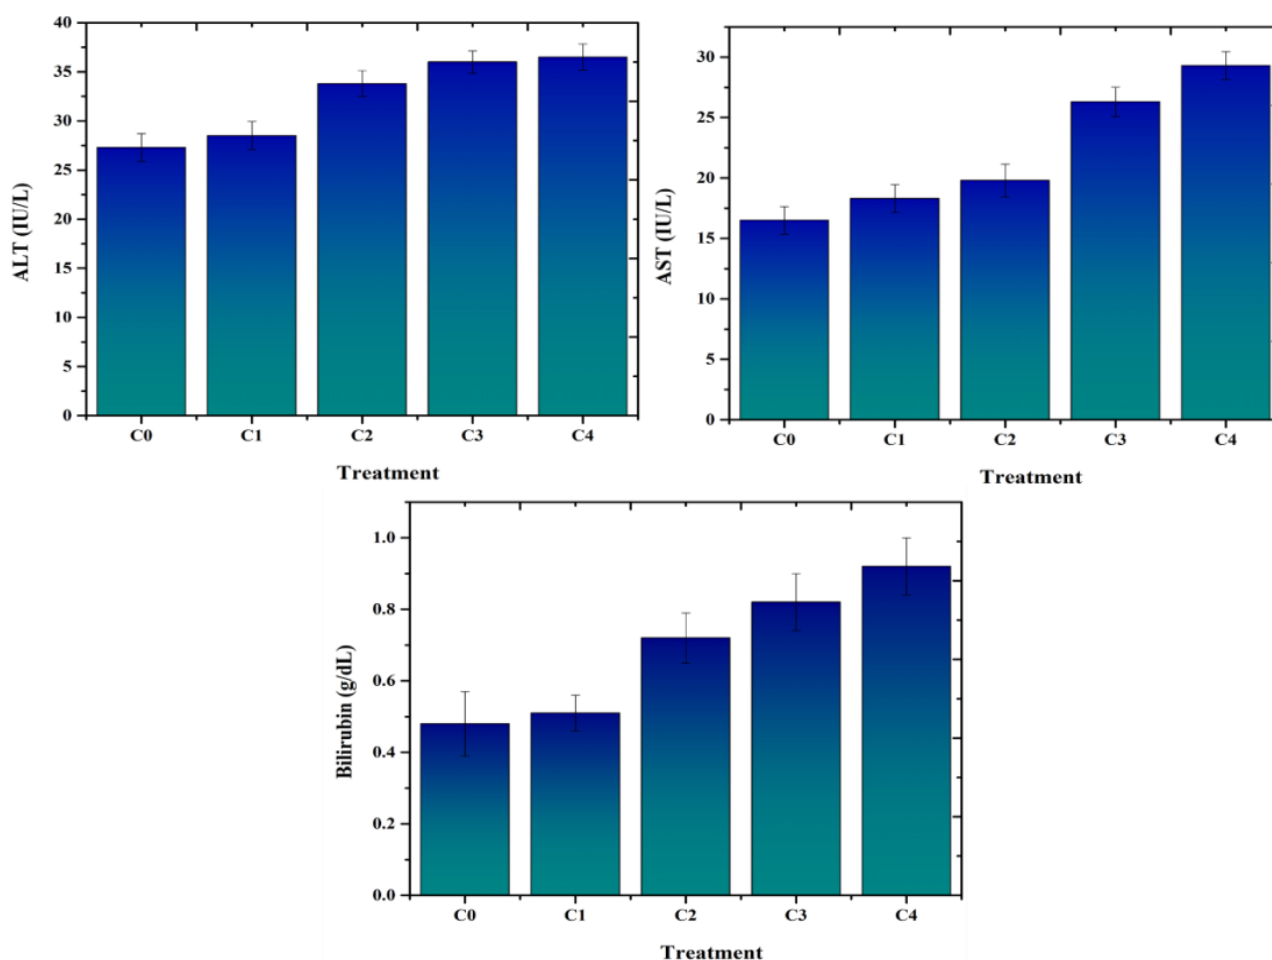 ALT (IU/L)
40
35
30
25
20
15
10
5
0
C0 C1 C2 C3 C4
Treatment
AST (IU/L)
30
25
20
15
10
5
0
C0 C1 C2 C3 C4
Treatment
Bilirubin (g/dL)
1.0
0.8
0.6
0.4
0.2
0.0
C0 C1 C2 C3 C4
Treatment